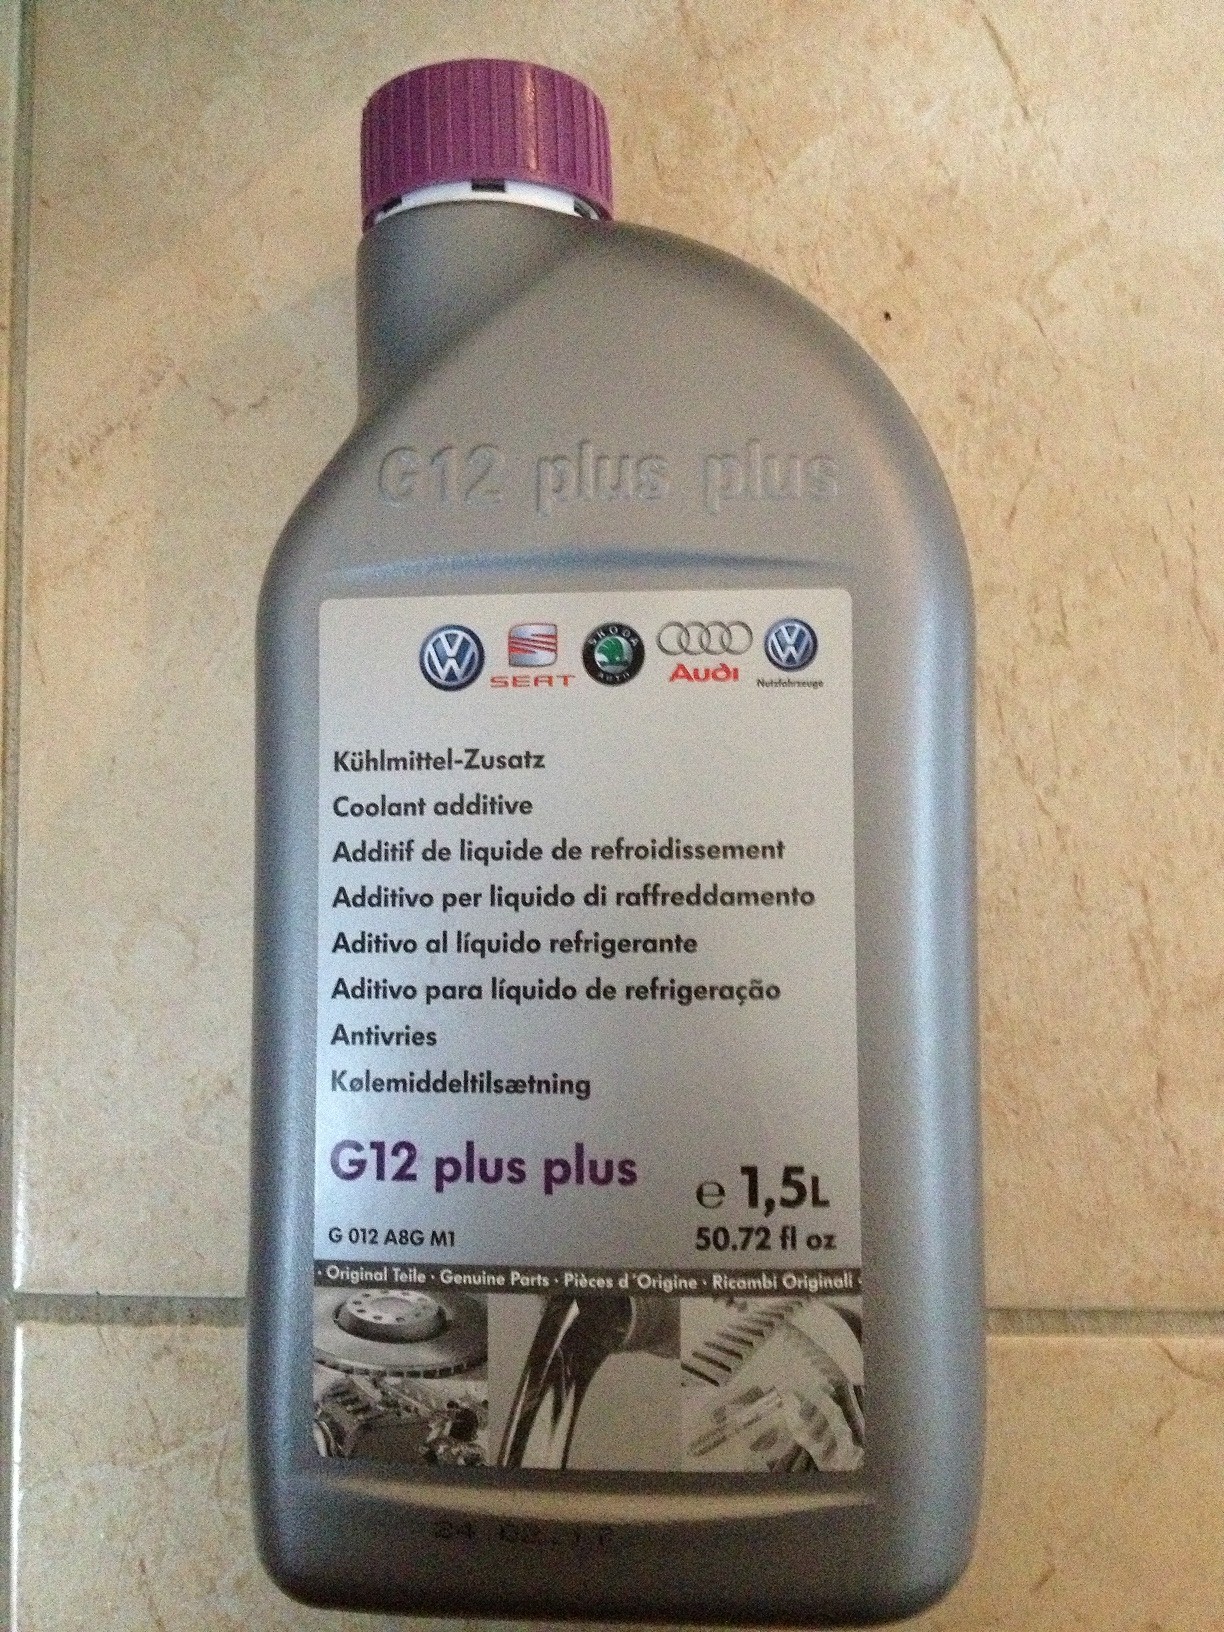 G12 plus plus
SEAT
ŠKODA
AUTO
Audi
Nutzfahrzeuge
Kühlmittel-Zusatz
Coolant additive
Additif de liquide de refroidissement
Additivo per liquido di raffreddamento
Aditivo al líquido refrigerante
Aditivo para líquido de refrigeração
Antivries
Kølemiddeltilsætning
G12 plus plus
e 1,5L
G 012 A8G M1
50.72 fl oz
· Original Teile · Genuine Parts · Pièces d'Origine · Ricambi Originali ·